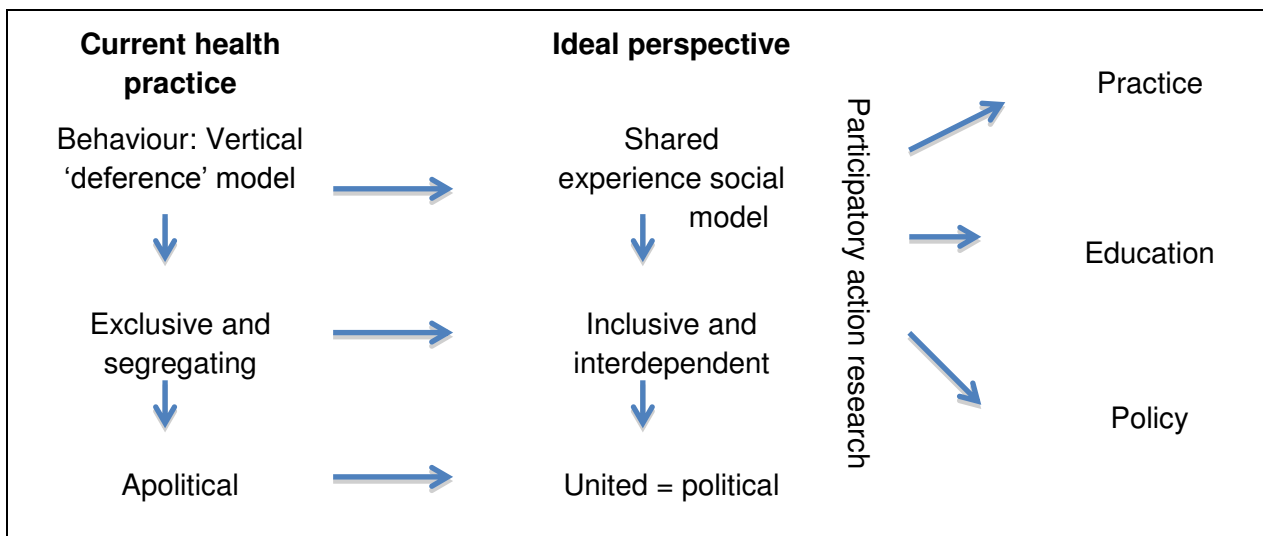 Current health
practice
Behaviour: Vertical
‘deference’ model
Exclusive and
segregating
Apolitical
Ideal perspective
Shared
experience social
model
Inclusive and
interdependent
United = political
Participatory action research
Practice
Education
Policy